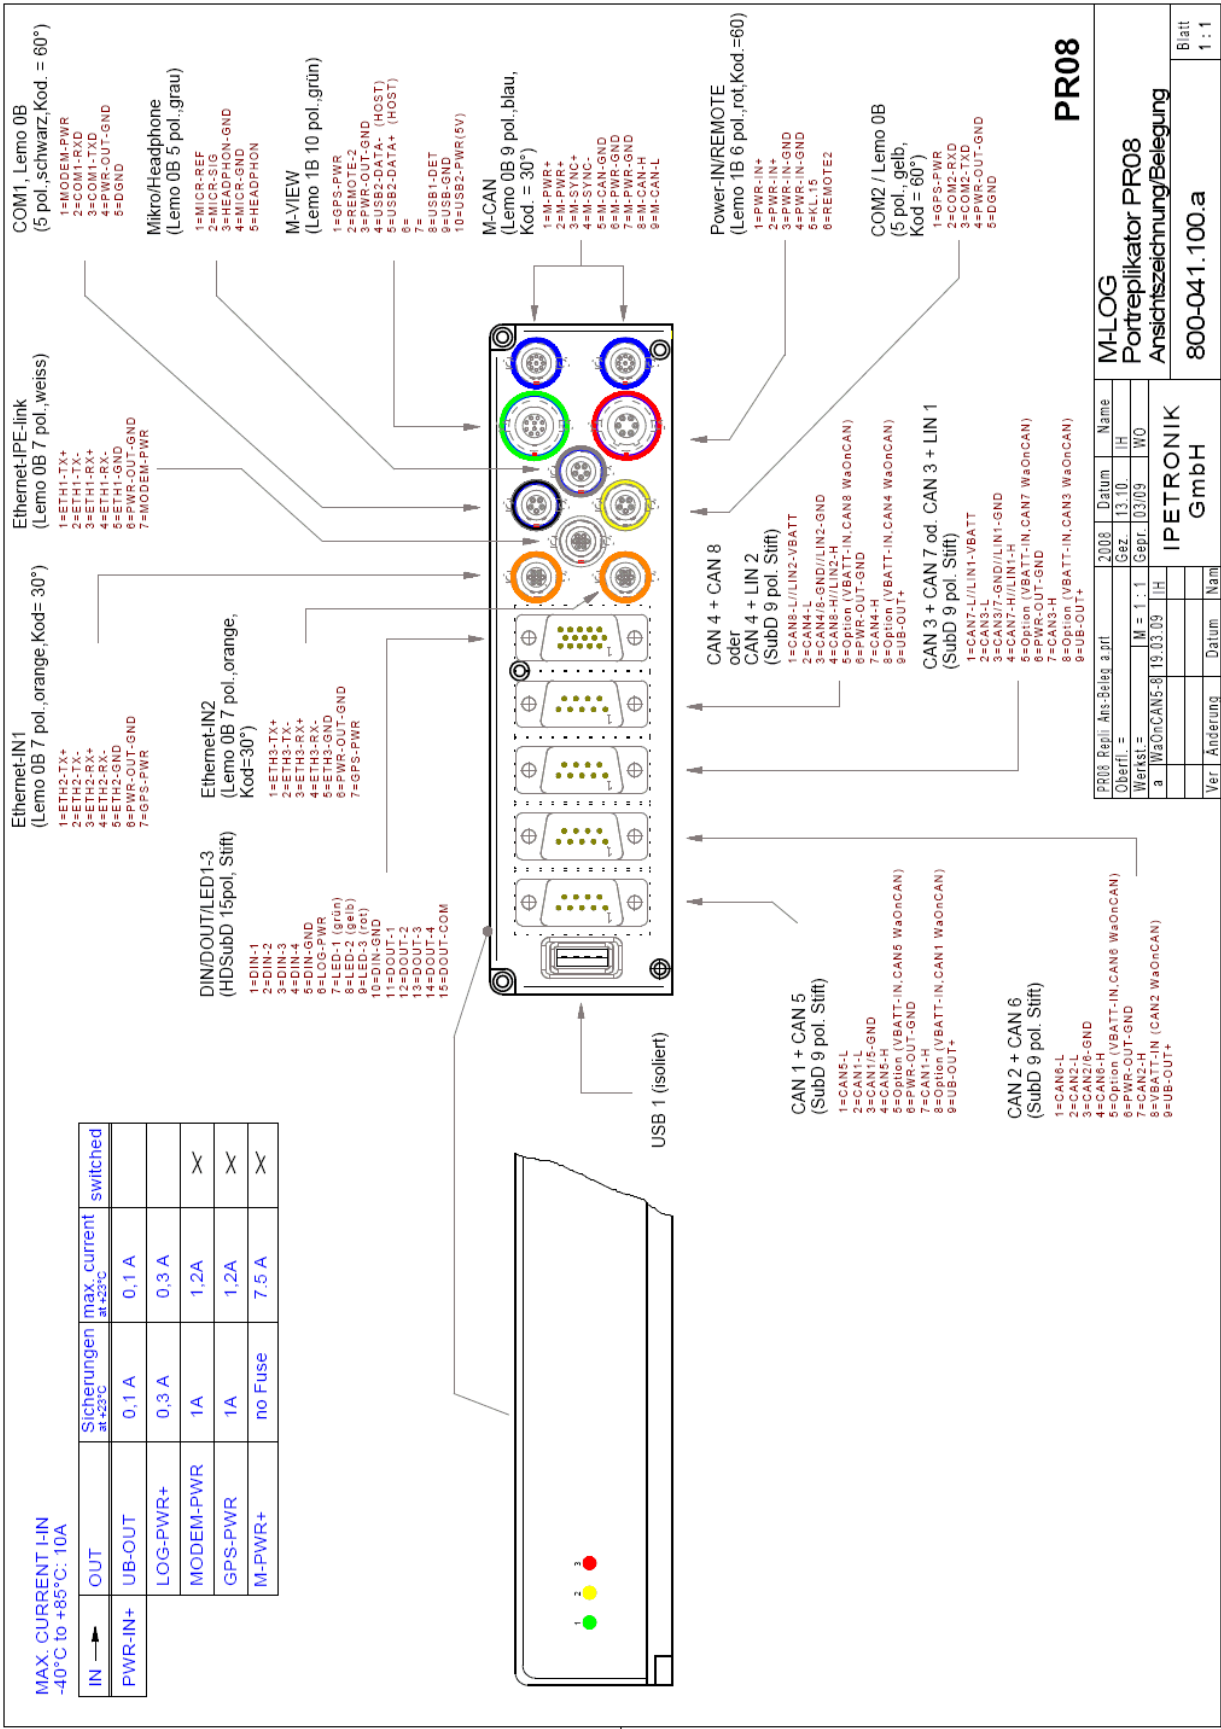 MAX. CURRENT I-IN
-40°C to +85°C: 10A
IN
OUT
Sicherungen
at +23°C
max. current
at +23°C
switched
PWR-IN+
UB-OUT
0,1 A
0,1 A
LOG-PWR+
0,3 A
0,3 A
MODEM-PWR
1A
1,2A
X
GPS-PWR
1A
1,2A
X
M-PWR+
no Fuse
7.5 A
X
Ethernet-IN1
(Lemo 0B 7 pol.,orange,Kod= 30°)
1=ETH2-TX+
2=ETH2-TX-
3=ETH2-RX+
4=ETH2-RX-
5=ETH2-GND
6=PWR-OUT-GND
7=GPS-PWR
Ethernet-IPE-link
(Lemo 0B 7 pol.,weiss)
1=ETH1-TX+
2=ETH1-TX-
3=ETH1-RX+
4=ETH1-RX-
5=ETH1-GND
6=PWR-OUT-GND
7=MODEM-PWR
COM1, Lemo 0B
(5 pol.,schwarz,Kod. = 60°)
1=MODEM-PWR
2=COM1-RXD
3=COM1-TXD
4=PWR-OUT-GND
5=DGND
Mikro/Headphone
(Lemo 0B 5 pol.,grau)
1=MICR-REF
2=MICR-SIG
3=HEADPHON-GND
4=MICR-GND
5=HEADPHON
DIN/DOUT/LED1-3
(HDSubD 15pol, Stift)
1=DIN-1
2=DIN-2
3=DIN-3
4=DIN-4
5=DIN-GND
6=LOG-PWR
7=LED-1 (grün)
8=LED-2 (gelb)
9=LED-3 (rot)
10=DIN-GND
11=DOUT-1
12=DOUT-2
13=DOUT-3
14=DOUT-4
15=DOUT-COM
Ethernet-IN2
(Lemo 0B 7 pol.,orange,
Kod=30°)
1=ETH3-TX+
2=ETH3-TX-
3=ETH3-RX+
4=ETH3-RX-
5=ETH3-GND
6=PWR-OUT-GND
7=GPS-PWR
M-VIEW
(Lemo 1B 10 pol.,grün)
1=GPS-PWR
2=REMOTE-2
3=PWR-OUT-GND
4=USB2-DATA- (HOST)
5=USB2-DATA+ (HOST)
6=
7=
8=USB1-DET
9=USB-GND
10=USB2-PWR(5V)
M-CAN
(Lemo 0B 9 pol.,blau,
Kod. = 30°)
1=M-PWR+
2=M-PWR+
3=M-SYNC+
4=M-SYNC-
5=M-CAN-GND
6=M-PWR-GND
7=M-PWR-GND
8=M-CAN-H
9=M-CAN-L
1
2
3
USB 1 (isoliert)
CAN 4 + CAN 8
oder
CAN 4 + LIN 2
(SubD 9 pol. Stift)
1=CAN8-L//LIN2-VBATT
2=CAN4-L
3=CAN4/8-GND//LIN2-GND
4=CAN8-H//LIN2-H
5=Option (VBATT-IN,CAN8 WaOnCAN)
6=PWR-OUT-GND
7=CAN4-H
8=Option (VBATT-IN,CAN4 WaOnCAN)
9=UB-OUT+
Power-IN/REMOTE
(Lemo 1B 6 pol.,rot,Kod.=60)
1=PWR-IN+
2=PWR-IN+
3=PWR-IN-GND
4=PWR-IN-GND
5=KL.15
6=REMOTE2
CAN 1 + CAN 5
(SubD 9 pol. Stift)
1=CAN5-L
2=CAN1-L
3=CAN1/5-GND
4=CAN5-H
5=Option (VBATT-IN,CAN5 WaOnCAN)
6=PWR-OUT-GND
7=CAN1-H
8=Option (VBATT-IN,CAN1 WaOnCAN)
9=UB-OUT+
CAN 3 + CAN 7 od. CAN 3 + LIN 1
(SubD 9 pol. Stift)
1=CAN7-L//LIN1-VBATT
2=CAN3-L
3=CAN3/7-GND//LIN1-GND
4=CAN7-H//LIN1-H
5=Option (VBATT-IN,CAN7 WaOnCAN)
6=PWR-OUT-GND
7=CAN3-H
8=Option (VBATT-IN,CAN3 WaOnCAN)
9=UB-OUT+
COM2 / Lemo 0B
(5 pol., gelb,
Kod = 60°)
1=GPS-PWR
2=COM2-RXD
3=COM2-TXD
4=PWR-OUT-GND
5=DGND
CAN 2 + CAN 6
(SubD 9 pol. Stift)
1=CAN6-L
2=CAN2-L
3=CAN2/6-GND
4=CAN6-H
5=Option (VBATT-IN,CAN6 WaOnCAN)
6=PWR-OUT-GND
7=CAN2-H
8=VBATT-IN (CAN2 WaOnCAN)
9=UB-OUT+
PR08
PR08 Repli Ans-Beleg a.prt
Oberfl. =
Werkst.=
M = 1 : 1
a
WaOnCAN5-8
19.03.09
IH
Ver
Änderung
Datum
Nam
2008
Datum
Name
Gez.
13.10.
IH
Gepr.
03/09
WO
IPETRONIK
GmbH
M-LOG
Portreplikator PR08
Ansichtszeichnung/Belegung
800-041.100.a
Blatt
1 : 1